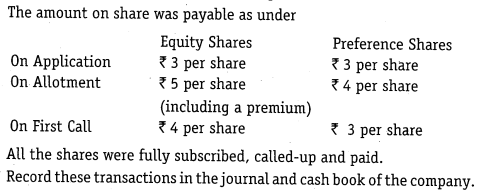 The amount on share was payable as under
Equity Shares Preference Shares
On Application ₹ 3 per share ₹ 3 per share
On Allotment ₹ 5 per share ₹ 4 per share
(including a premium)
On First Call ₹ 4 per share ₹ 3 per share
All the shares were fully subscribed, called-up and paid.
Record these transactions in the journal and cash book of the company.